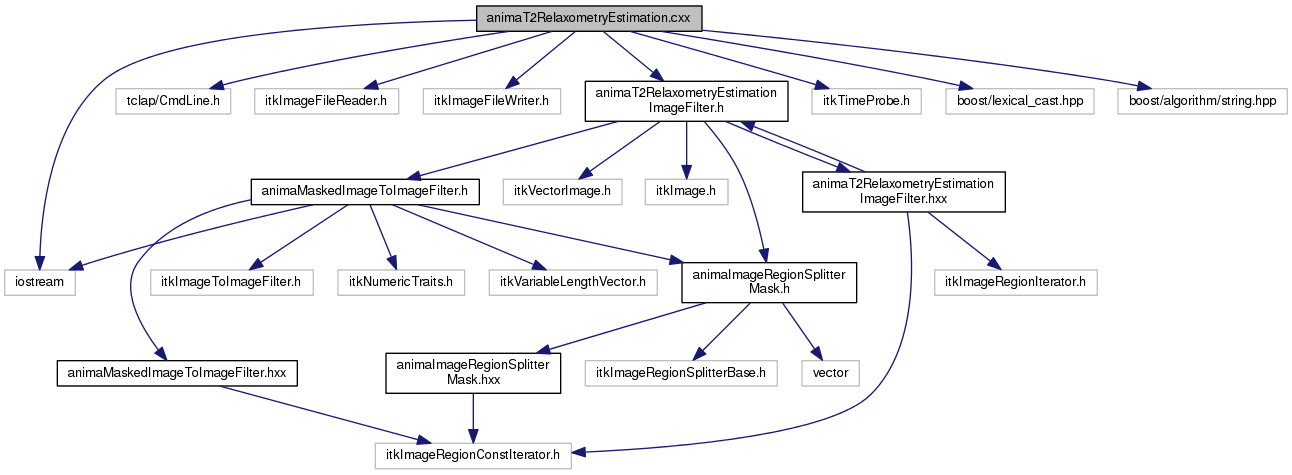 animaT2RelaxometryEstimation.cxx
tclap/CmdLine.h
itkImageFileReader.h
itkImageFileWriter.h
animaT2RelaxometryEstimation
ImageFilter.h
itkTimeProbe.h
boost/lexical_cast.hpp
boost/algorithm/string.hpp
animaMaskedImageToImageFilter.h
itkVectorImage.h
itkImage.h
animaT2RelaxometryEstimation
ImageFilter.hxx
iostream
itkImageToImageFilter.h
itkNumericTraits.h
itkVariableLengthVector.h
animaImageRegionSplitter
Mask.h
itkImageRegionIterator.h
animaMaskedImageToImageFilter.hxx
animaImageRegionSplitter
Mask.hxx
itkImageRegionSplitterBase.h
vector
itkImageRegionConstIterator.h